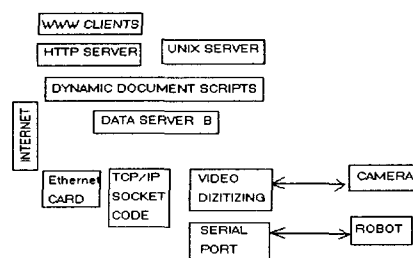 WWW CLIENTS
HTTP SERVER
UNIX SERVER
DYNAMIC DOCUMENT SCRIPTS
DATA SERVER B
INTERNET
Ethernet
CARD
TCP/IP
SOCKET
CODE
VIDEO
DIZITIZING
CAMERA
SERIAL
PORT
ROBOT